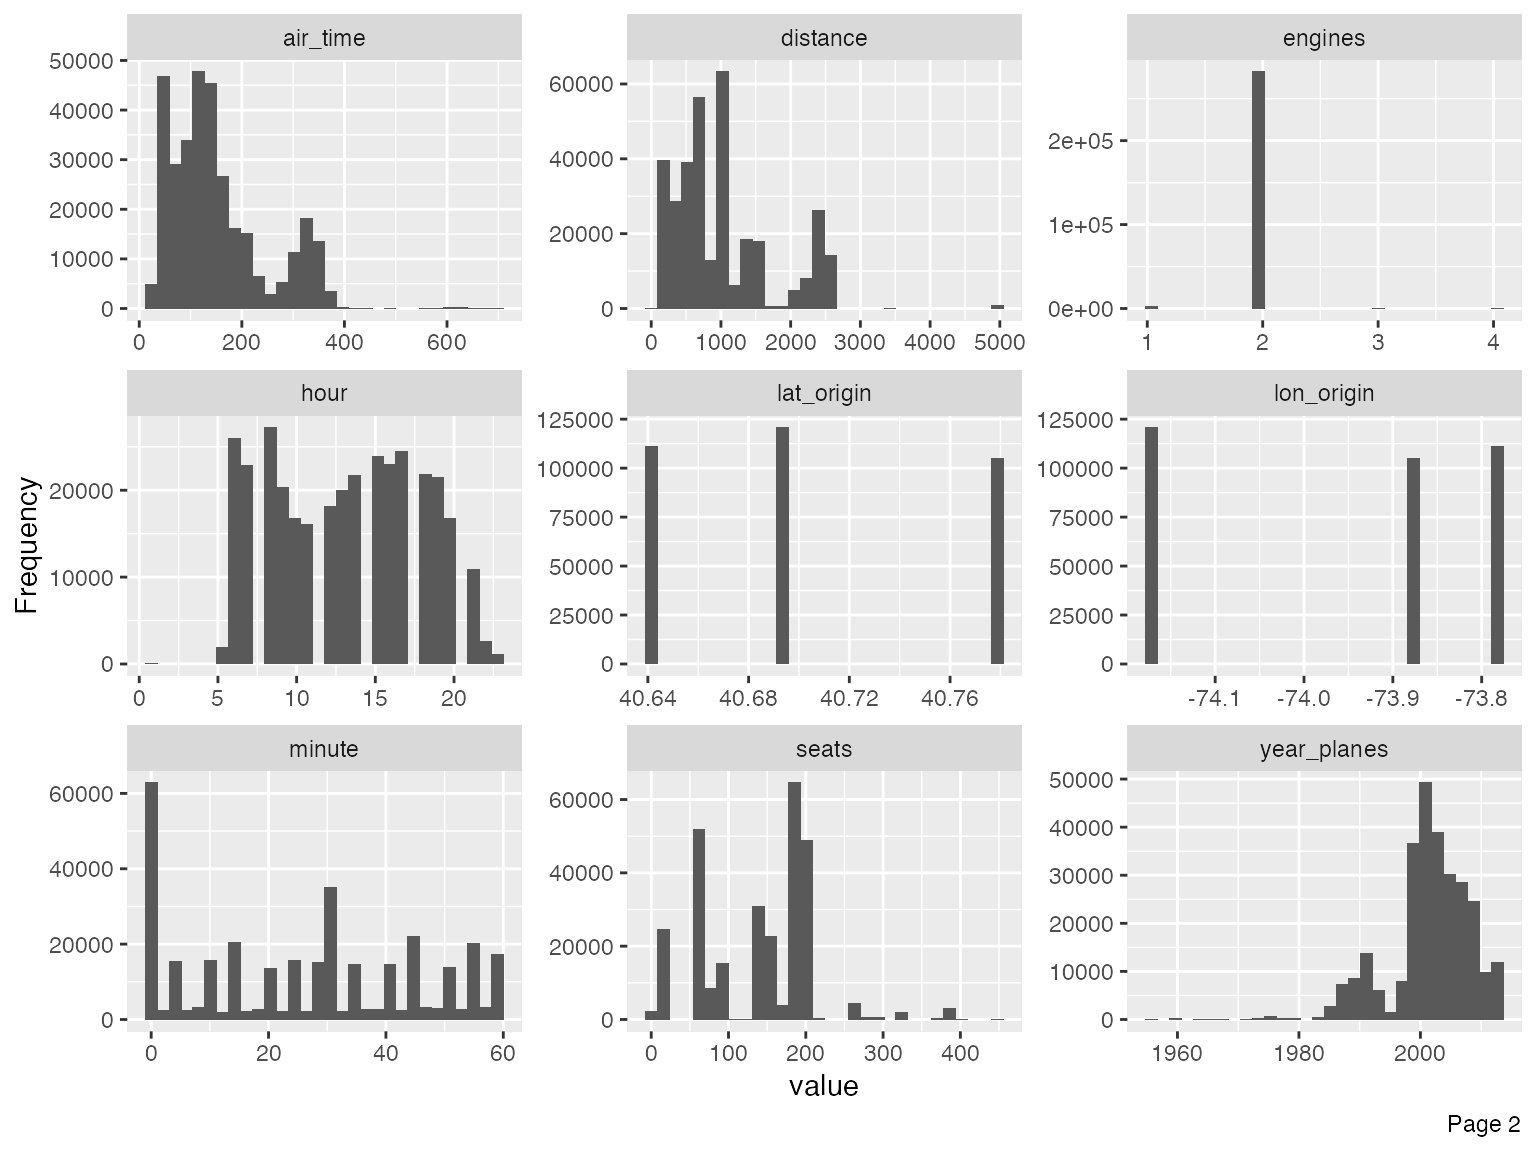 air_time
distance
engines
50000
40000
30000
20000
10000
0
0 200 400 600
60000
40000
20000
0
0 1000 2000 3000 4000 5000
2e+05
1e+05
0e+00
1 2 3 4
hour
lat_origin
lon_origin
Frequency
20000
10000
0
0 5 10 15 20
125000
100000
75000
50000
25000
0
40.64 40.68 40.72 40.76
125000
100000
75000
50000
25000
0
-74.1 -74.0 -73.9 -73.8
minute
seats
year_planes
60000
40000
20000
0
0 20 40 60
60000
40000
20000
0
0 100 200 300 400
50000
40000
30000
20000
10000
0
1960 1980 2000
value
Page 2